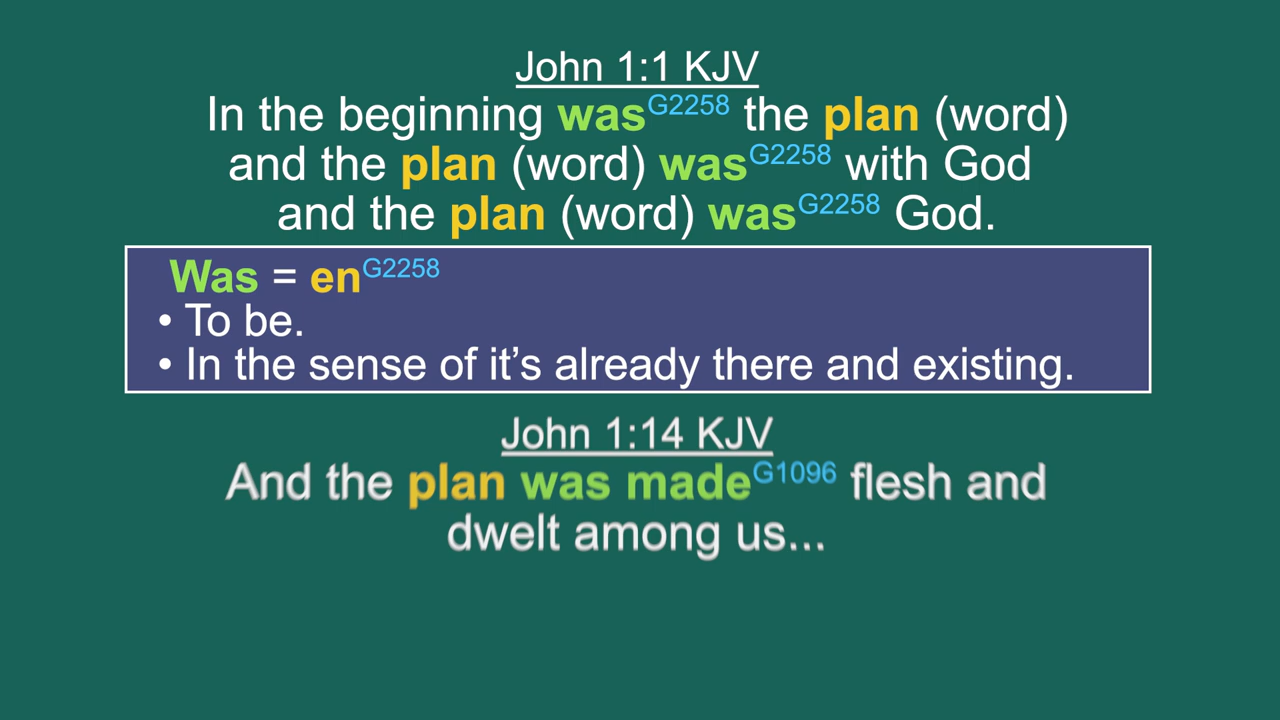 John 1:1 KJV
In the beginning wasG2258 the plan (word)
and the plan (word) wasG2258 with God
and the plan (word) wasG2258 God.
Was = enG2258
• To be.
• In the sense of it’s already there and existing.
John 1:14 KJV
And the plan was madeG1096 flesh and
dwelt among us...